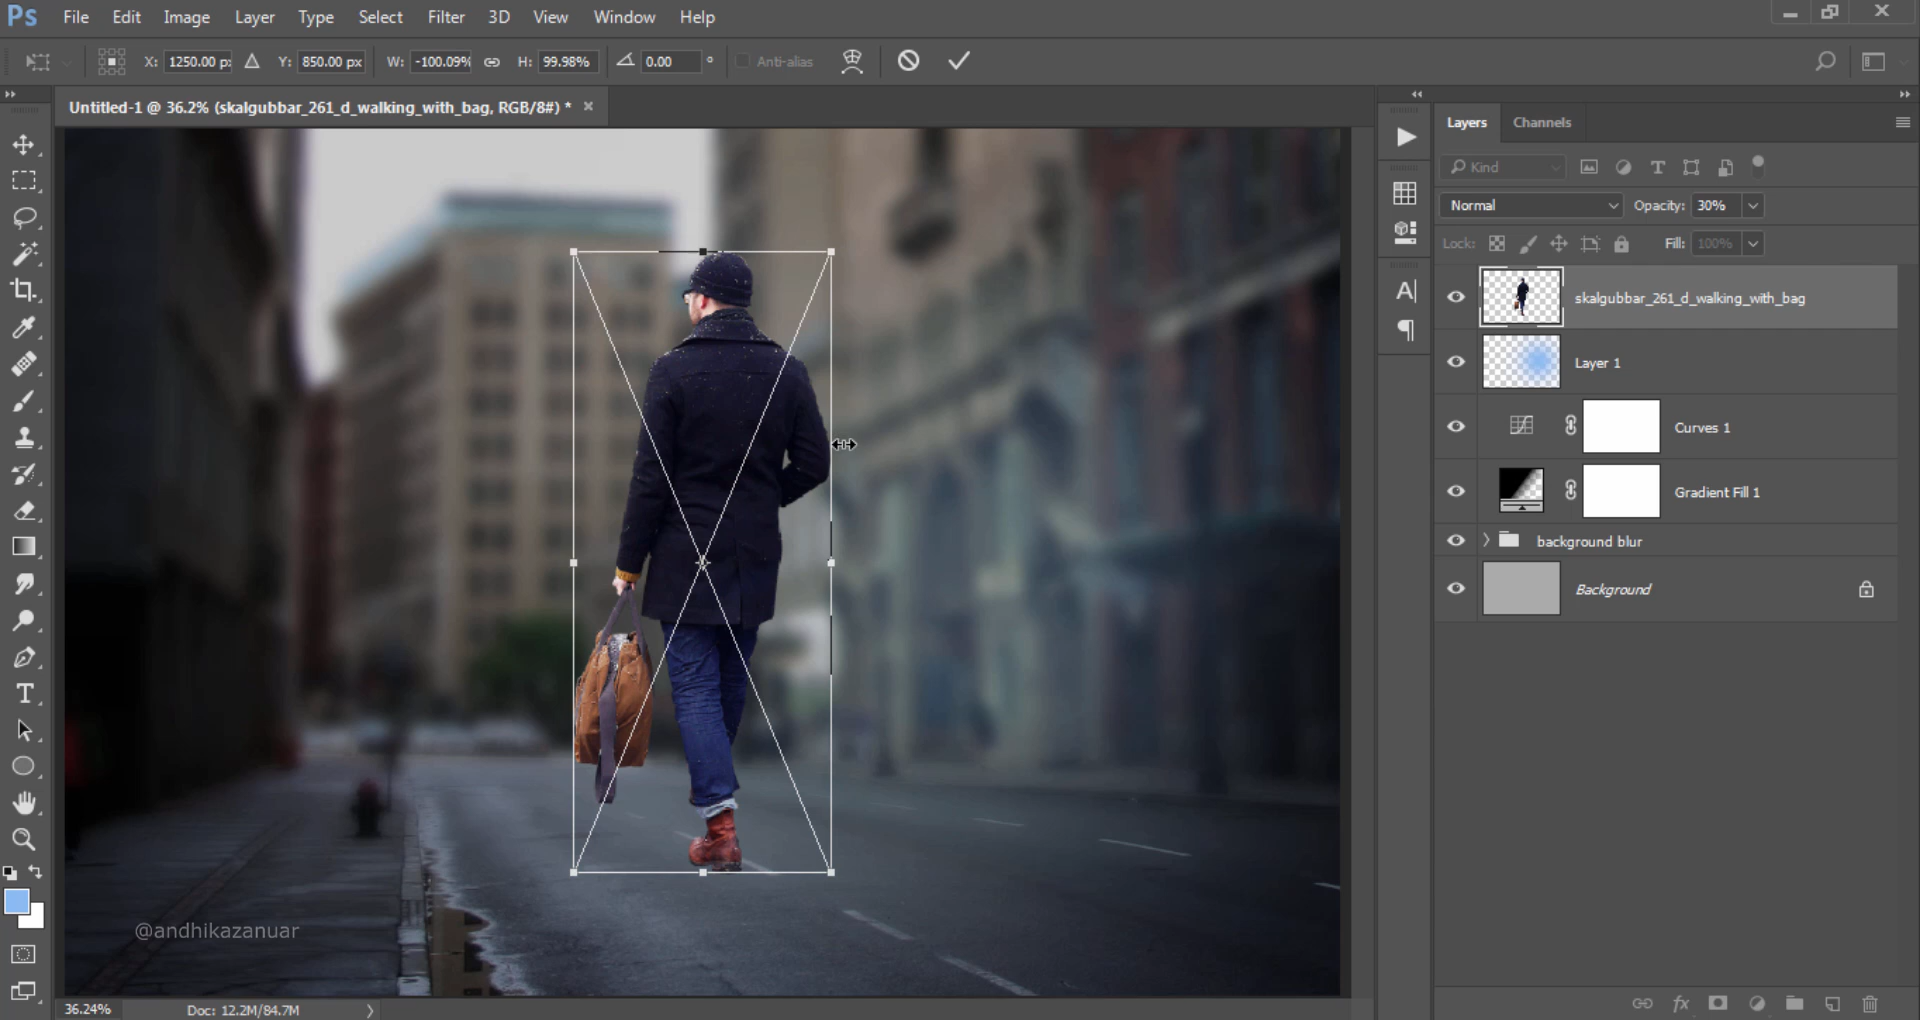 Ps File Edit Image Layer Type Select Filter 3D View Window Help
X: 1250.00 p: Y: 850.00 px W: -100.09% H: 99.98% 0.00 ° Anti-alias
Untitled-1 @ 36.2% (skalgubbar_261_d_walking_with_bag, RGB/8#) * ×
Layers Channels
Kind
Normal Opacity: 30%
Lock: Fill: 100%
skalgubbar_261_d_walking_with_bag
Layer 1
Curves 1
Gradient Fill 1
background blur
Background
@andhikazanuar
36.24% Doc: 12.2M/84.7M